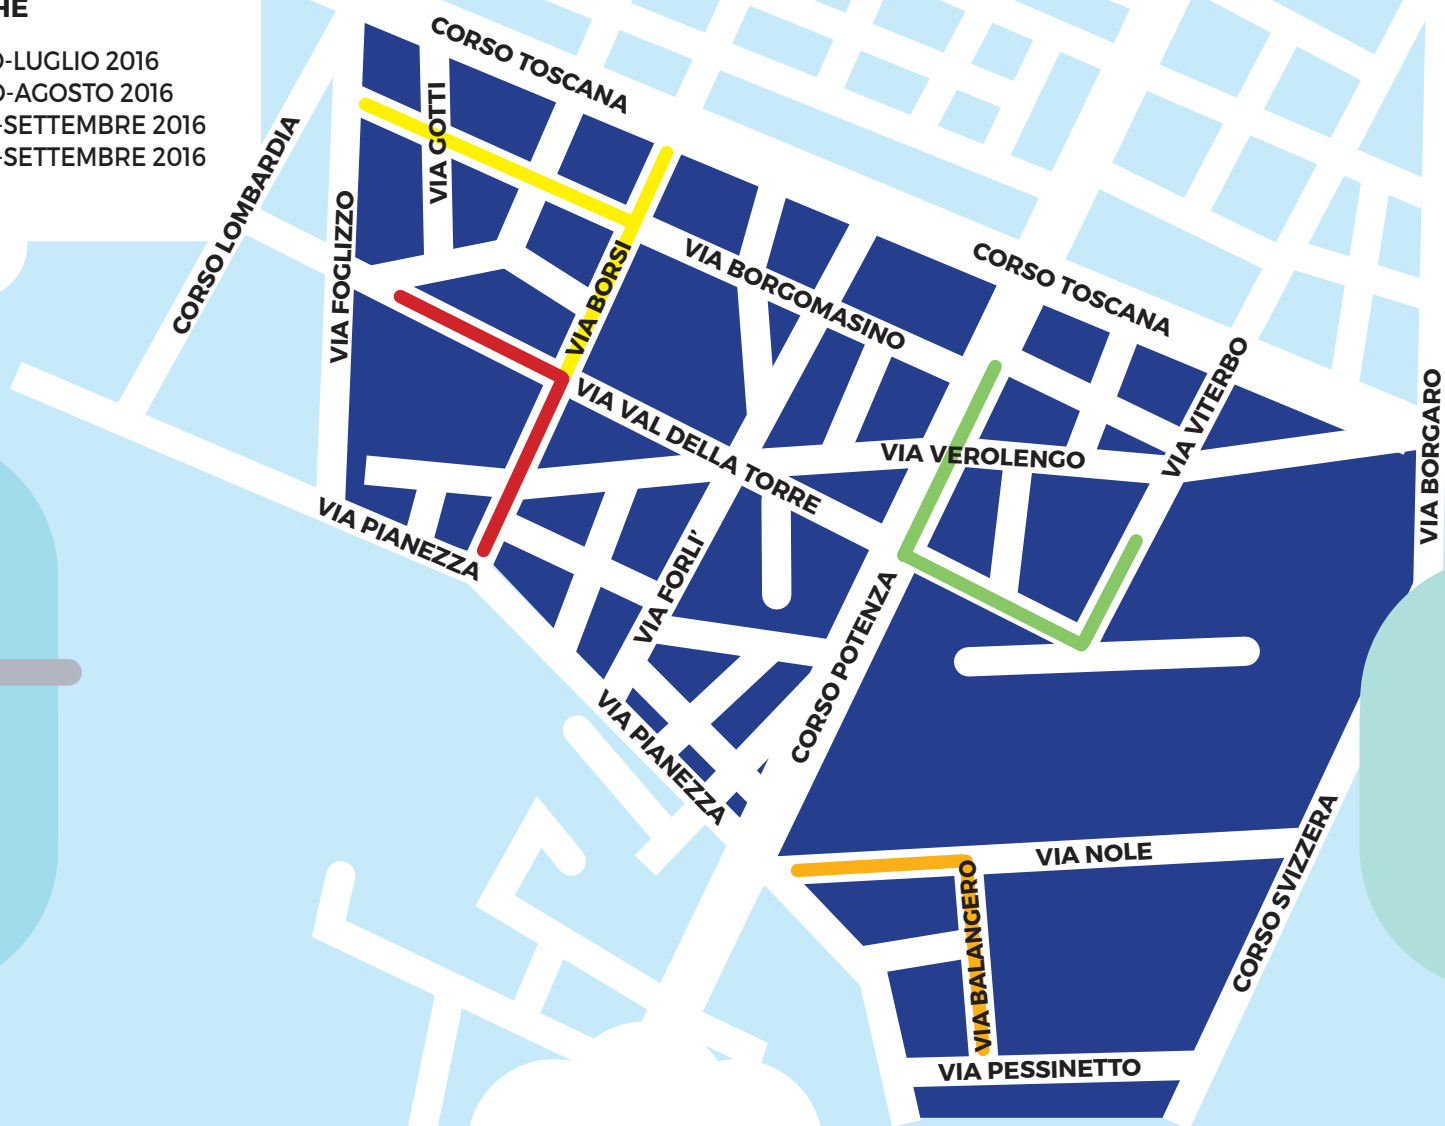 HE
O-LUGLIO 2016
O-AGOSTO 2016
-SETTEMBRE 2016
-SETTEMBRE 2016
CORSO TOSCANA
VIA GOTTI
CORSO LOMBARDIA
VIA FOGLIZZO
VIA BORSI
VIA BORGOMASINO
CORSO TOSCANA
VIA VITERBO
VIA BORGARO
VIA VAL DELLA TORRE
VIA VEROLENGO
VIA PIANEZZA
VIA FORLI'
CORSO POTENZA
VIA PIANEZZA
VIA NOLE
CORSO SVIZZERA
VIA BALANGERO
VIA PESSINETTO